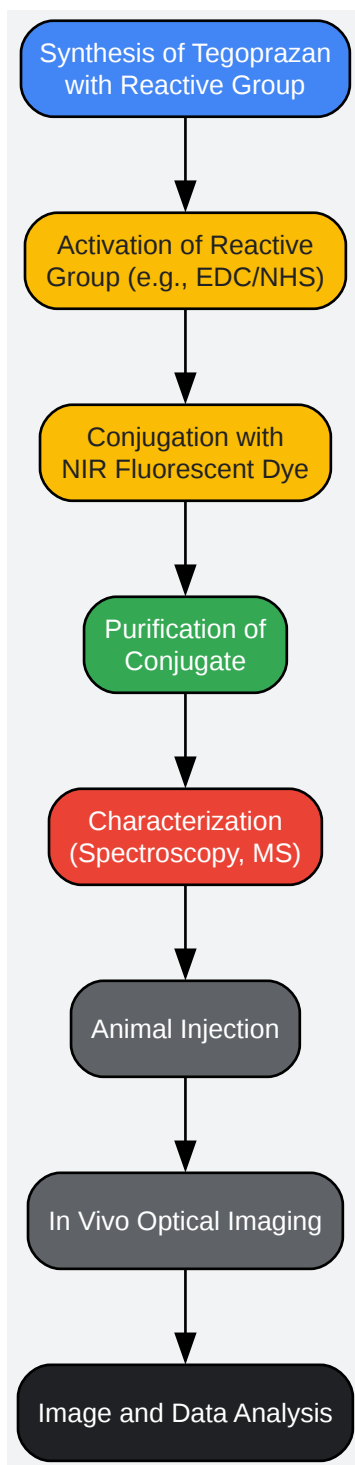 Synthesis of Tegoprazan
with Reactive Group
Activation of Reactive
Group (e.g., EDC/NHS)
Conjugation with
NIR Fluorescent Dye
Purification of
Conjugate
Characterization
(Spectroscopy, MS)
Animal Injection
In Vivo Optical Imaging
Image and Data Analysis